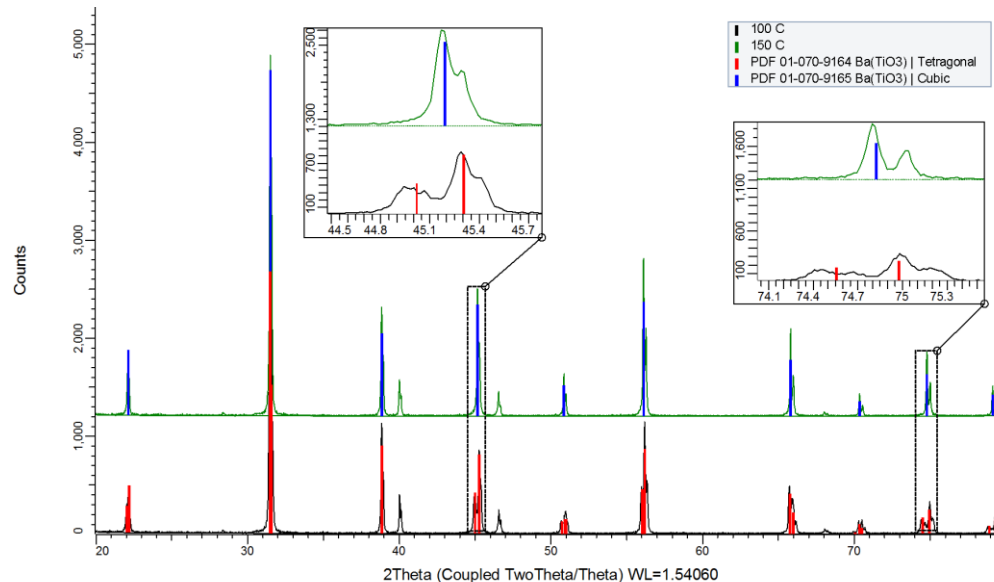 5,000
4,000
3,000
2,000
1,000
0
Counts
2,500
1,300
700
100
44.5 44.8 45.1 45.4 45.7
100 C
150 C
PDF 01-070-9164 Ba(TiO3) | Tetragonal
PDF 01-070-9165 Ba(TiO3) | Cubic
1,600
1,100
600
100
74.1 74.4 74.7 75 75.3
20 30 40 50 60 70
2Theta (Coupled TwoTheta/Theta) WL=1.54060